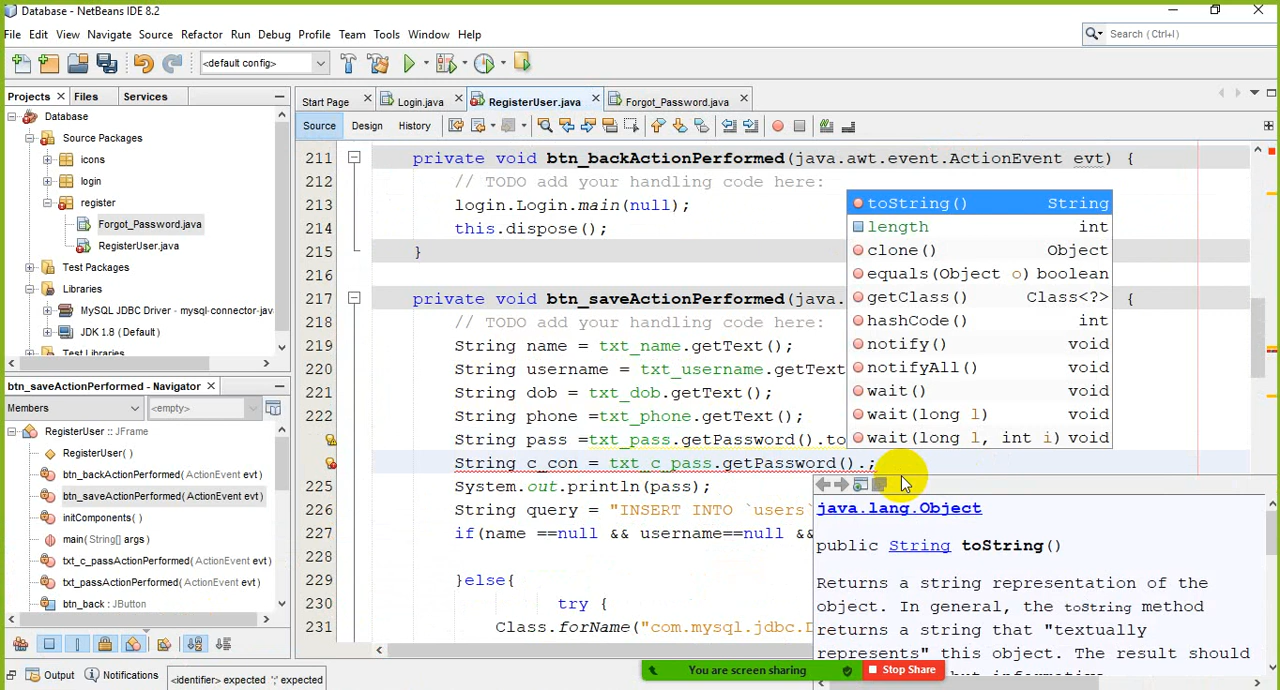 Database - NetBeans IDE 8.2
File Edit View Navigate Source Refactor Run Debug Profile Team Tools Window Help
Search (Ctrl+I)
<default config>
Projects Files Services
Start Page Login.java RegisterUser.java Forgot_Password.java
Source Design History
Database
Source Packages
icons
login
register
Forgot_Password.java
RegisterUser.java
Test Packages
Libraries
MySQL JDBC Driver - mysql-connector-jav
JDK 1.8 (Default)
Test Libraries
btn_saveActionPerformed - Navigator
Members <empty>
RegisterUser :: JFrame
RegisterUser( )
btn_backActionPerformed( ActionEvent evt)
btn_saveActionPerformed( ActionEvent evt)
initComponents( )
main( String[] args )
txt_c_passActionPerformed( ActionEvent evt)
txt_passActionPerformed( ActionEvent evt)
btn_back : JButton
211 private void btn_backActionPerformed(java.awt.event.ActionEvent evt) {
212 // TODO add your handling code here:
213 login.Login.main(null);
214 this.dispose();
215 }
216
217 private void btn_saveActionPerformed(java. {
218 // TODO add your handling code here:
219 String name = txt_name.getText();
220 String username = txt_username.getText
221 String dob = txt_dob.getText();
222 String phone =txt_phone.getText();
String pass =txt_pass.getPassword().to
String c_con = txt_c_pass.getPassword().;
225 System.out.println(pass);
226 String query = "INSERT INTO `users`
227 if(name ==null && username==null &&
228
229 }else{
230 try {
231 Class.forName("com.mysql.jdbc.D
toString() String
length int
clone() Object
equals(Object o) boolean
getClass() Class<?>
hashCode() int
notify() void
notifyAll() void
wait() void
wait(long l) void
wait(long l, int i) void
java.lang.Object
public String toString()
Returns a string representation of the
object. In general, the toString method
returns a string that "textually
represents" this object. The result should
You are screen sharing Stop Share
Output Notifications <identifier> expected ';' expected